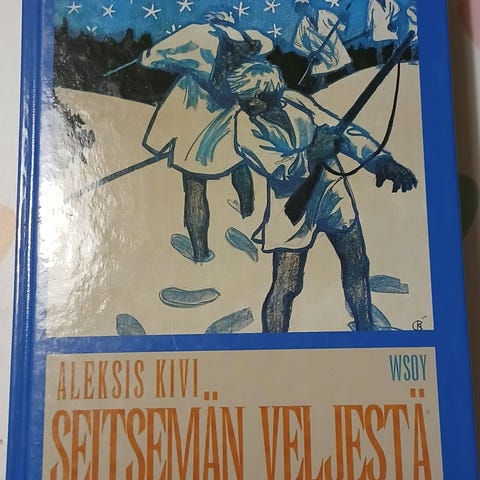 ALEKSIS KIVI
WSOY
SEITSEMÄN VELJESTÄ